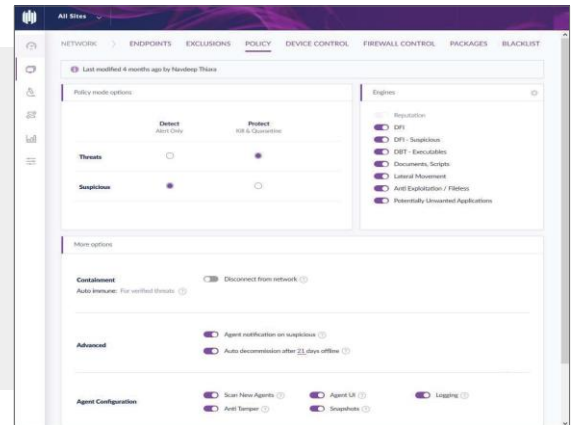 All Sites
NETWORK > ENDPOINTS EXCLUSIONS POLICY DEVICE CONTROL FIREWALL CONTROL PACKAGES BLACKLIST
Last modified 4 months ago by Navdeep Thiara
Policy mode options
Detect
Alert Only
Protect
Kill & Quarantine
Threats
Suspicious
Engines
Reputation
DFI
DFI - Suspicious
DBT - Executables
Documents, Scripts
Lateral Movement
Anti Exploitation / Fileless
Potentially Unwanted Applications
More options
Containment
Auto immune: For verified threats
Disconnect from network
Advanced
Agent notification on suspicious
Auto decommission after 21 days offline
Agent Configuration
Scan New Agents Agent UI Logging
Anti Tamper Snapshots